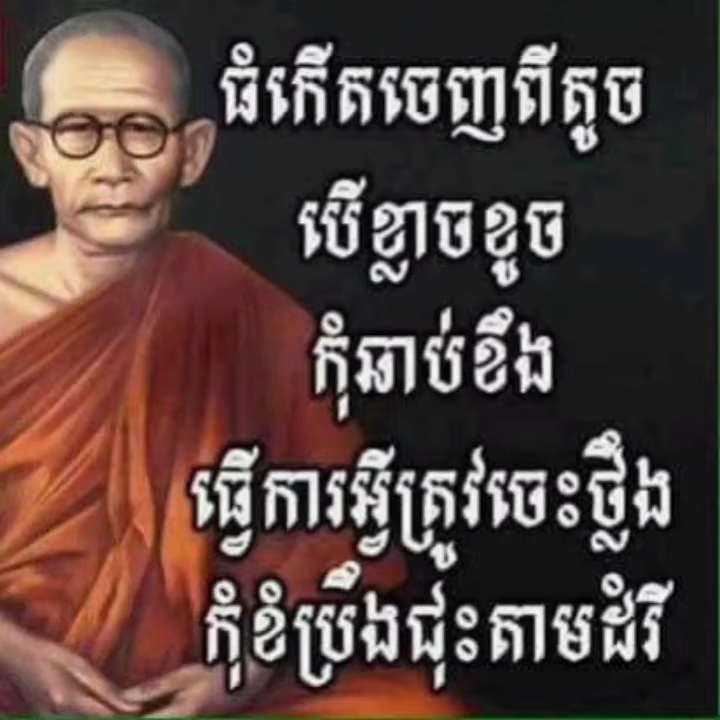 ធំកើតចេញពីតូច
បើខ្លាចខូច
កុំឆាប់ខឹង
ធ្វើការអ្វីត្រូវចេះថ្លឹង
កុំខំប្រឹងជុះតាមដំរី